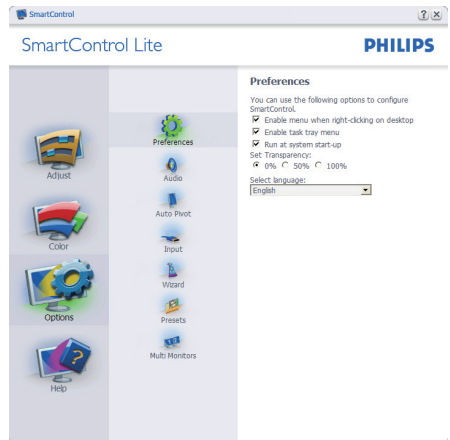 SmartControl
SmartControl Lite
PHILIPS
Adjust
Color
Options
Help
Preferences
Audio
Auto Pivot
Input
Wizard
Presets
Multi Monitors
Preferences
You can use the following options to configure
SmartControl.
Enable menu when right-clicking on desktop
Enable task tray menu
Run at system start-up
Set Transparency:
0% 50% 100%
Select language:
English